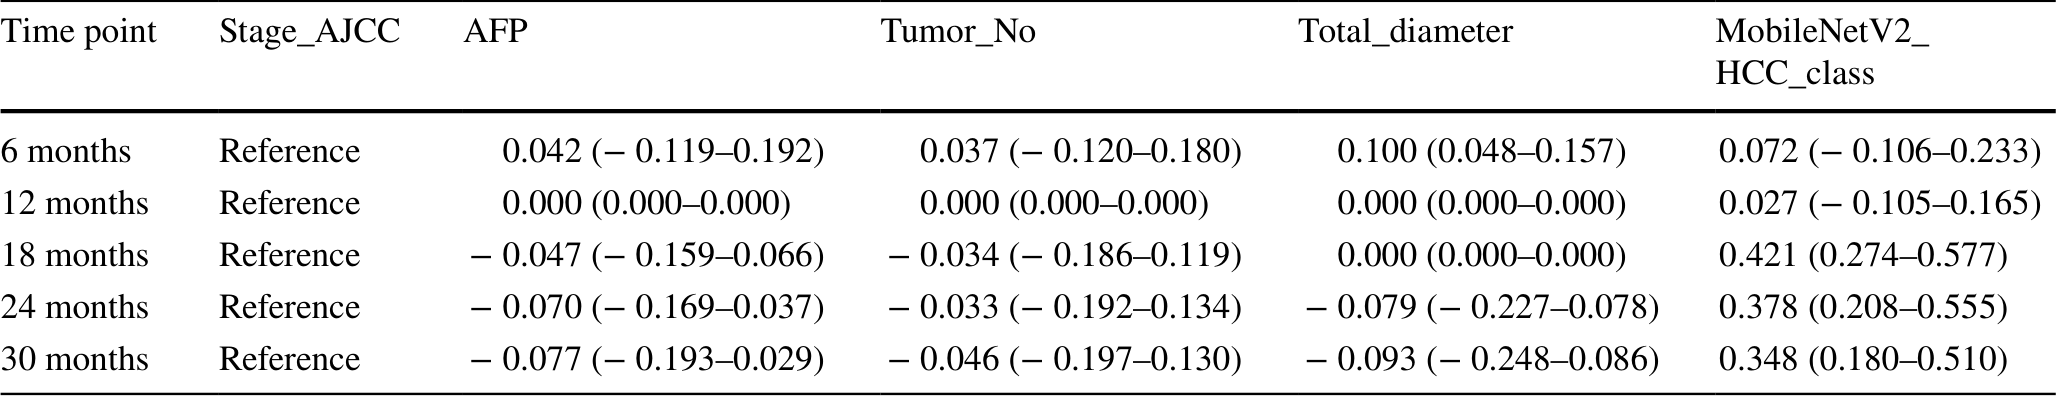 Time point Stage_AJCC AFP Tumor_No Total_diameter MobileNetV2_
HCC_class
6 months Reference 0.042 (− 0.119–0.192) 0.037 (− 0.120–0.180) 0.100 (0.048–0.157) 0.072 (− 0.106–0.233)
12 months Reference 0.000 (0.000–0.000) 0.000 (0.000–0.000) 0.000 (0.000–0.000) 0.027 (− 0.105–0.165)
18 months Reference − 0.047 (− 0.159–0.066) − 0.034 (− 0.186–0.119) 0.000 (0.000–0.000) 0.421 (0.274–0.577)
24 months Reference − 0.070 (− 0.169–0.037) − 0.033 (− 0.192–0.134) − 0.079 (− 0.227–0.078) 0.378 (0.208–0.555)
30 months Reference − 0.077 (− 0.193–0.029) − 0.046 (− 0.197–0.130) − 0.093 (− 0.248–0.086) 0.348 (0.180–0.510)